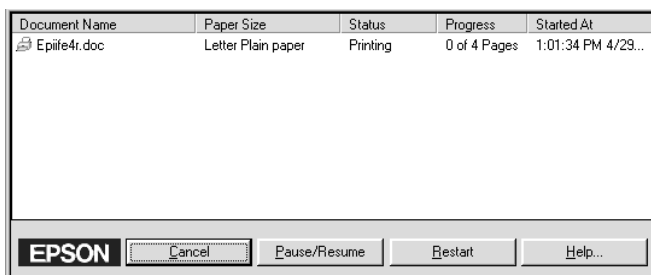 Document Name Paper Size Status Progress Started At
Epiife4r.doc Letter Plain paper Printing 0 of 4 Pages 1:01:34 PM 4/29...
EPSON Cancel Pause/Resume Restart Help...